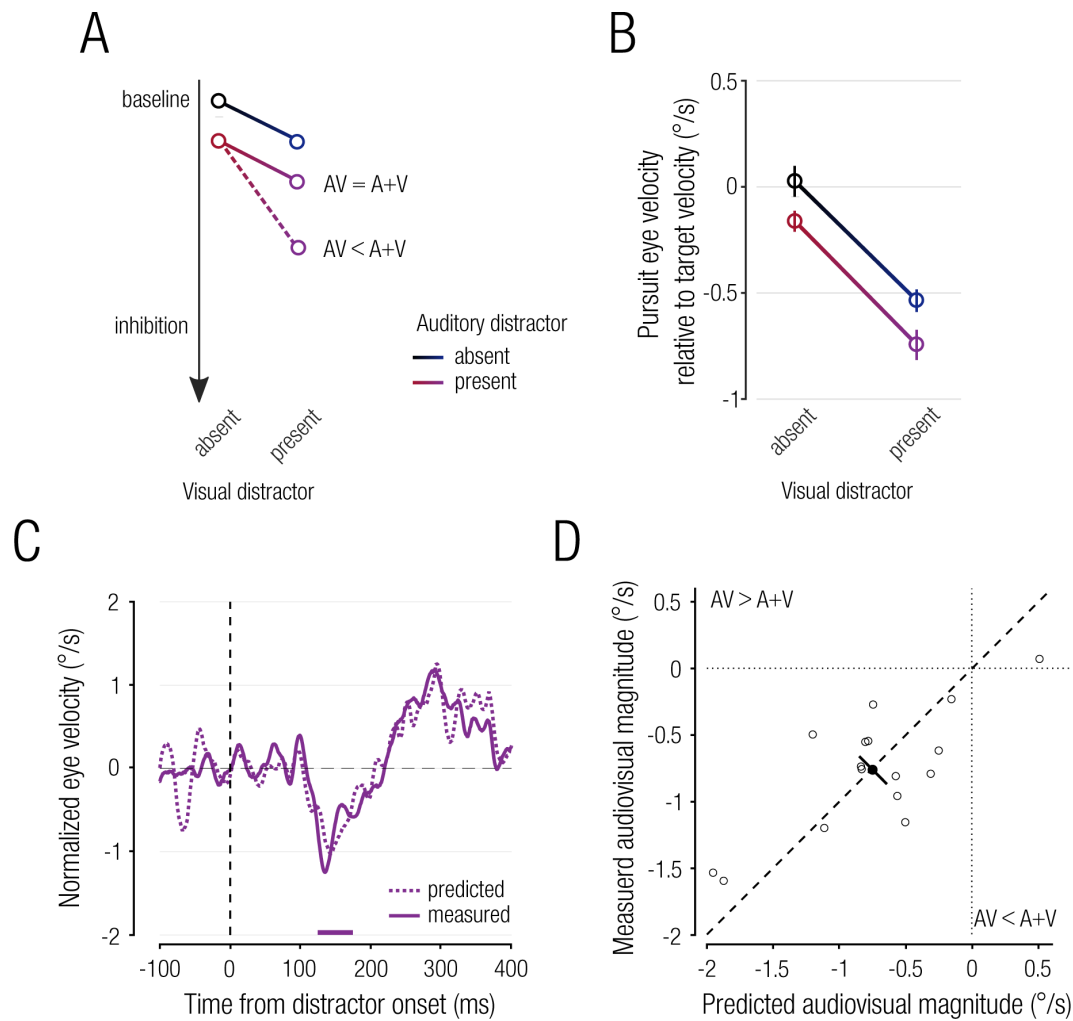 A
baseline
AV = A+V
AV < A+V
inhibition
Auditory distractor
absent
present
absent
present
Visual distractor
B
Pursuit eye velocity
relative to target velocity (°/s)
0.5
0
-0.5
-1
absent
present
Visual distractor
C
Normalized eye velocity (°/s)
2
1
0
-1
-2
predicted
measured
-100
0
100
200
300
400
Time from distractor onset (ms)
D
Measuerd audiovisual magnitude (°/s)
0.5
0
-0.5
-1
-1.5
-2
AV > A+V
AV < A+V
-2
-1.5
-1
-0.5
0
0.5
Predicted audiovisual magnitude (°/s)